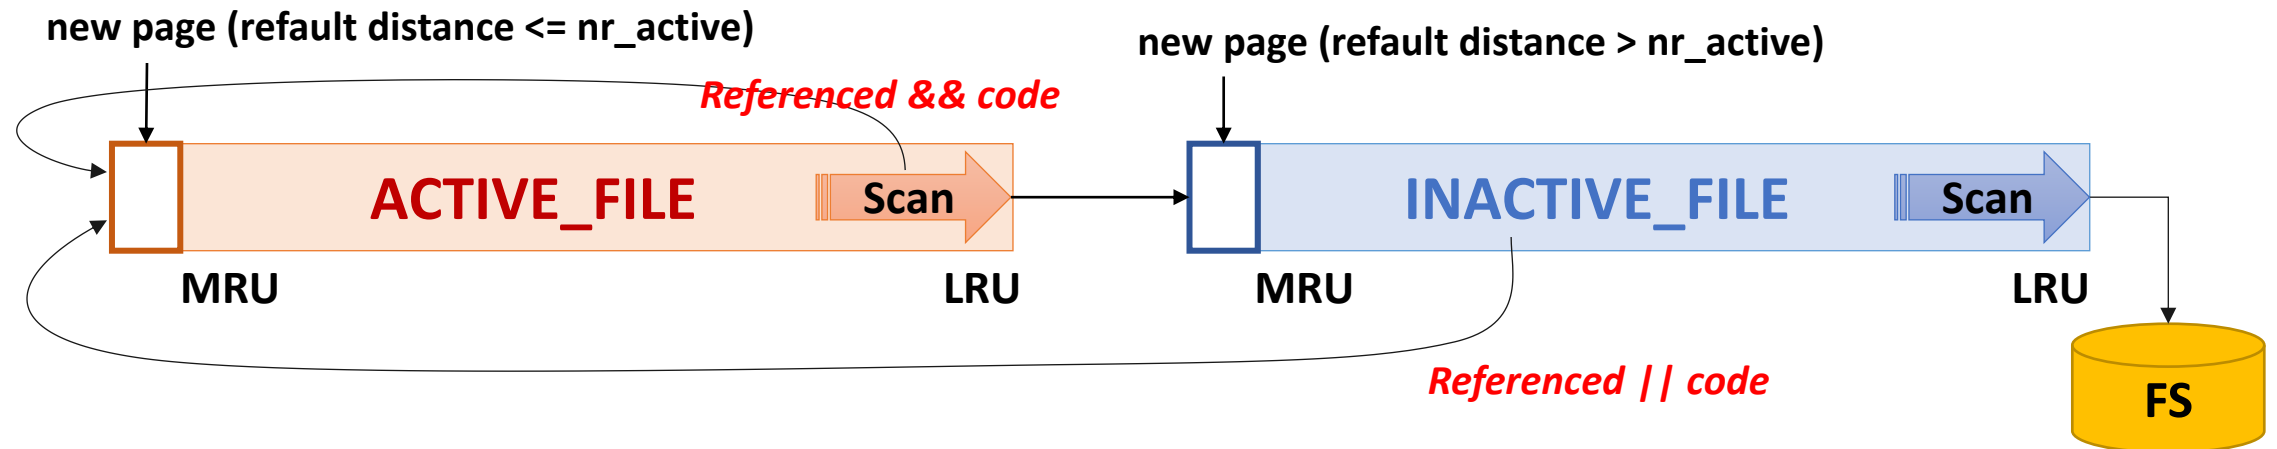 new page (refault distance <= nr_active)
new page (refault distance > nr_active)
Referenced && code
ACTIVE_FILE
Scan
INACTIVE_FILE
Scan
MRU
LRU
MRU
LRU
Referenced || code
FS